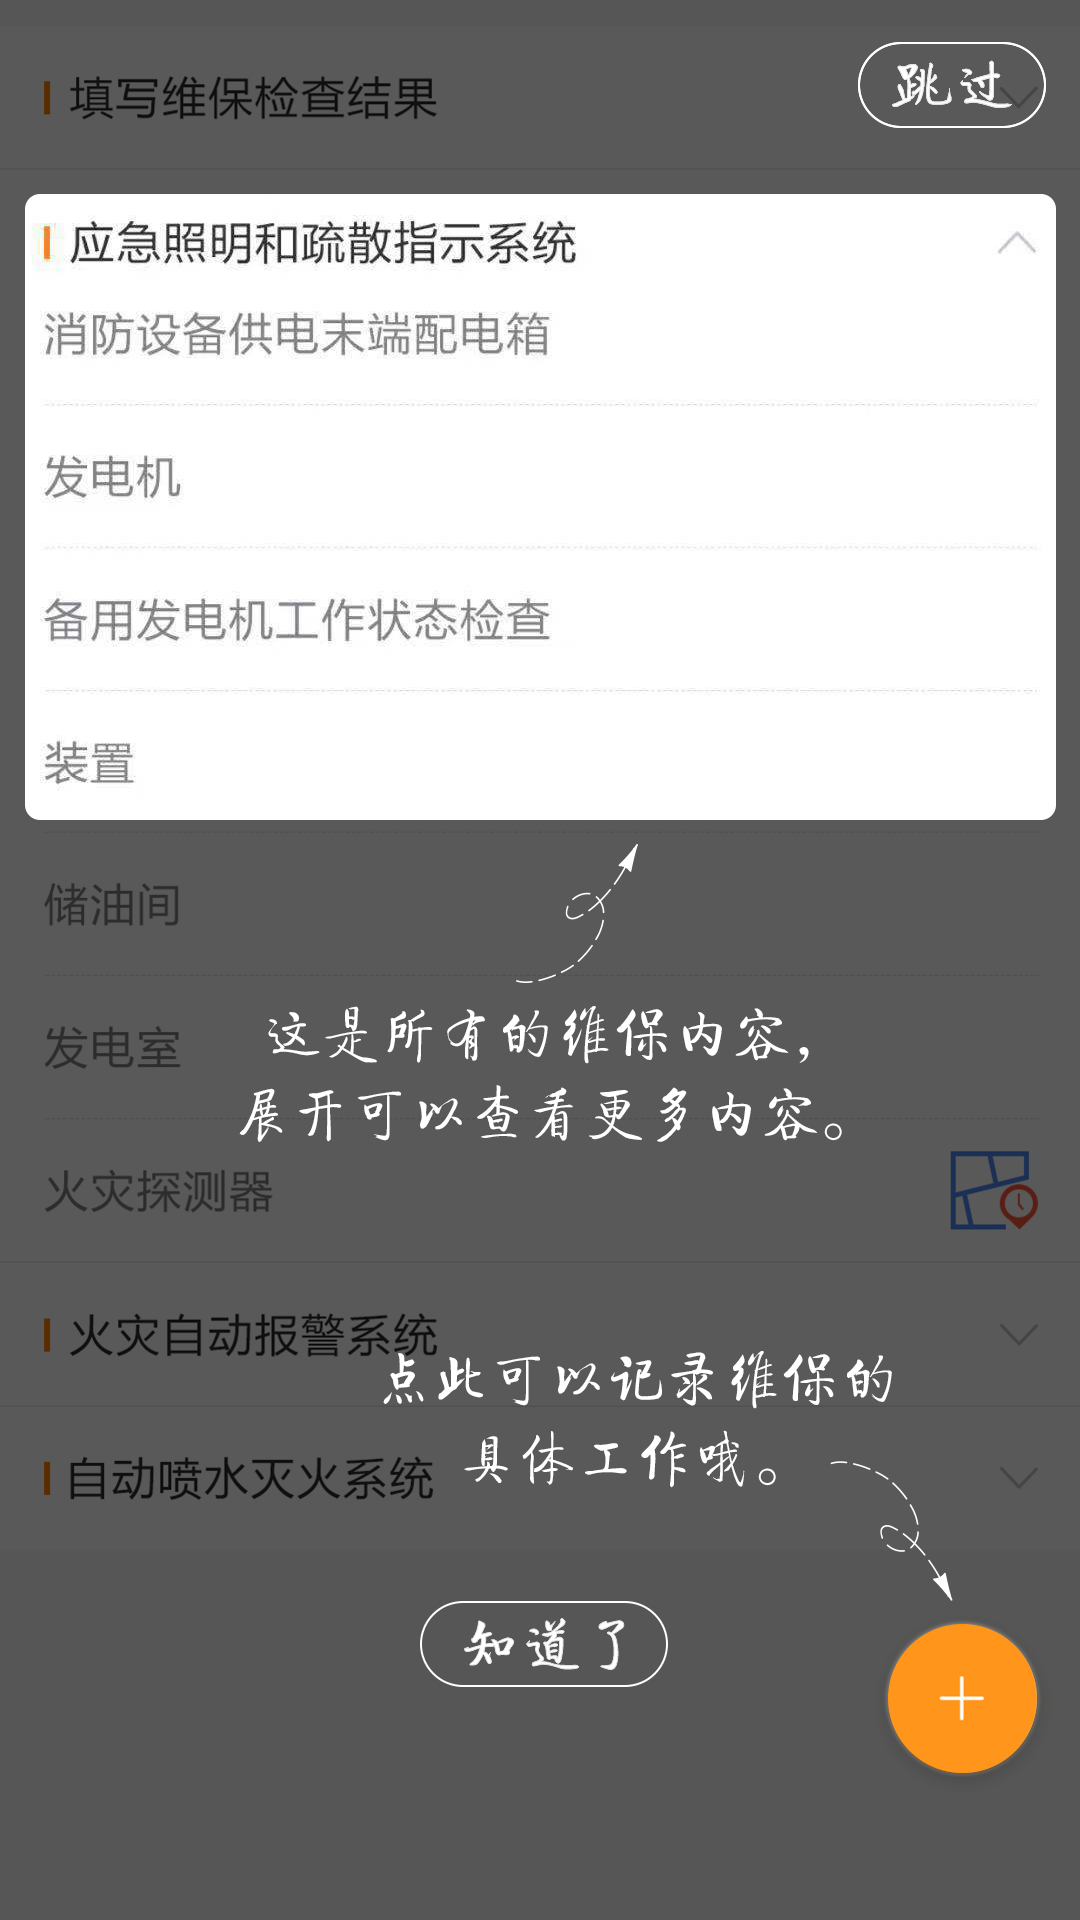 填写维保检查结果
跳过
应急照明和疏散指示系统
消防设备供电末端配电箱
发电机
备用发电机工作状态检查
装置
储油间
发电室
这是所有的维保内容，
展开可以查看更多内容。
火灾探测器
火灾自动报警系统
点此可以记录维保的
具体工作哦。
自动喷水灭火系统
知道了